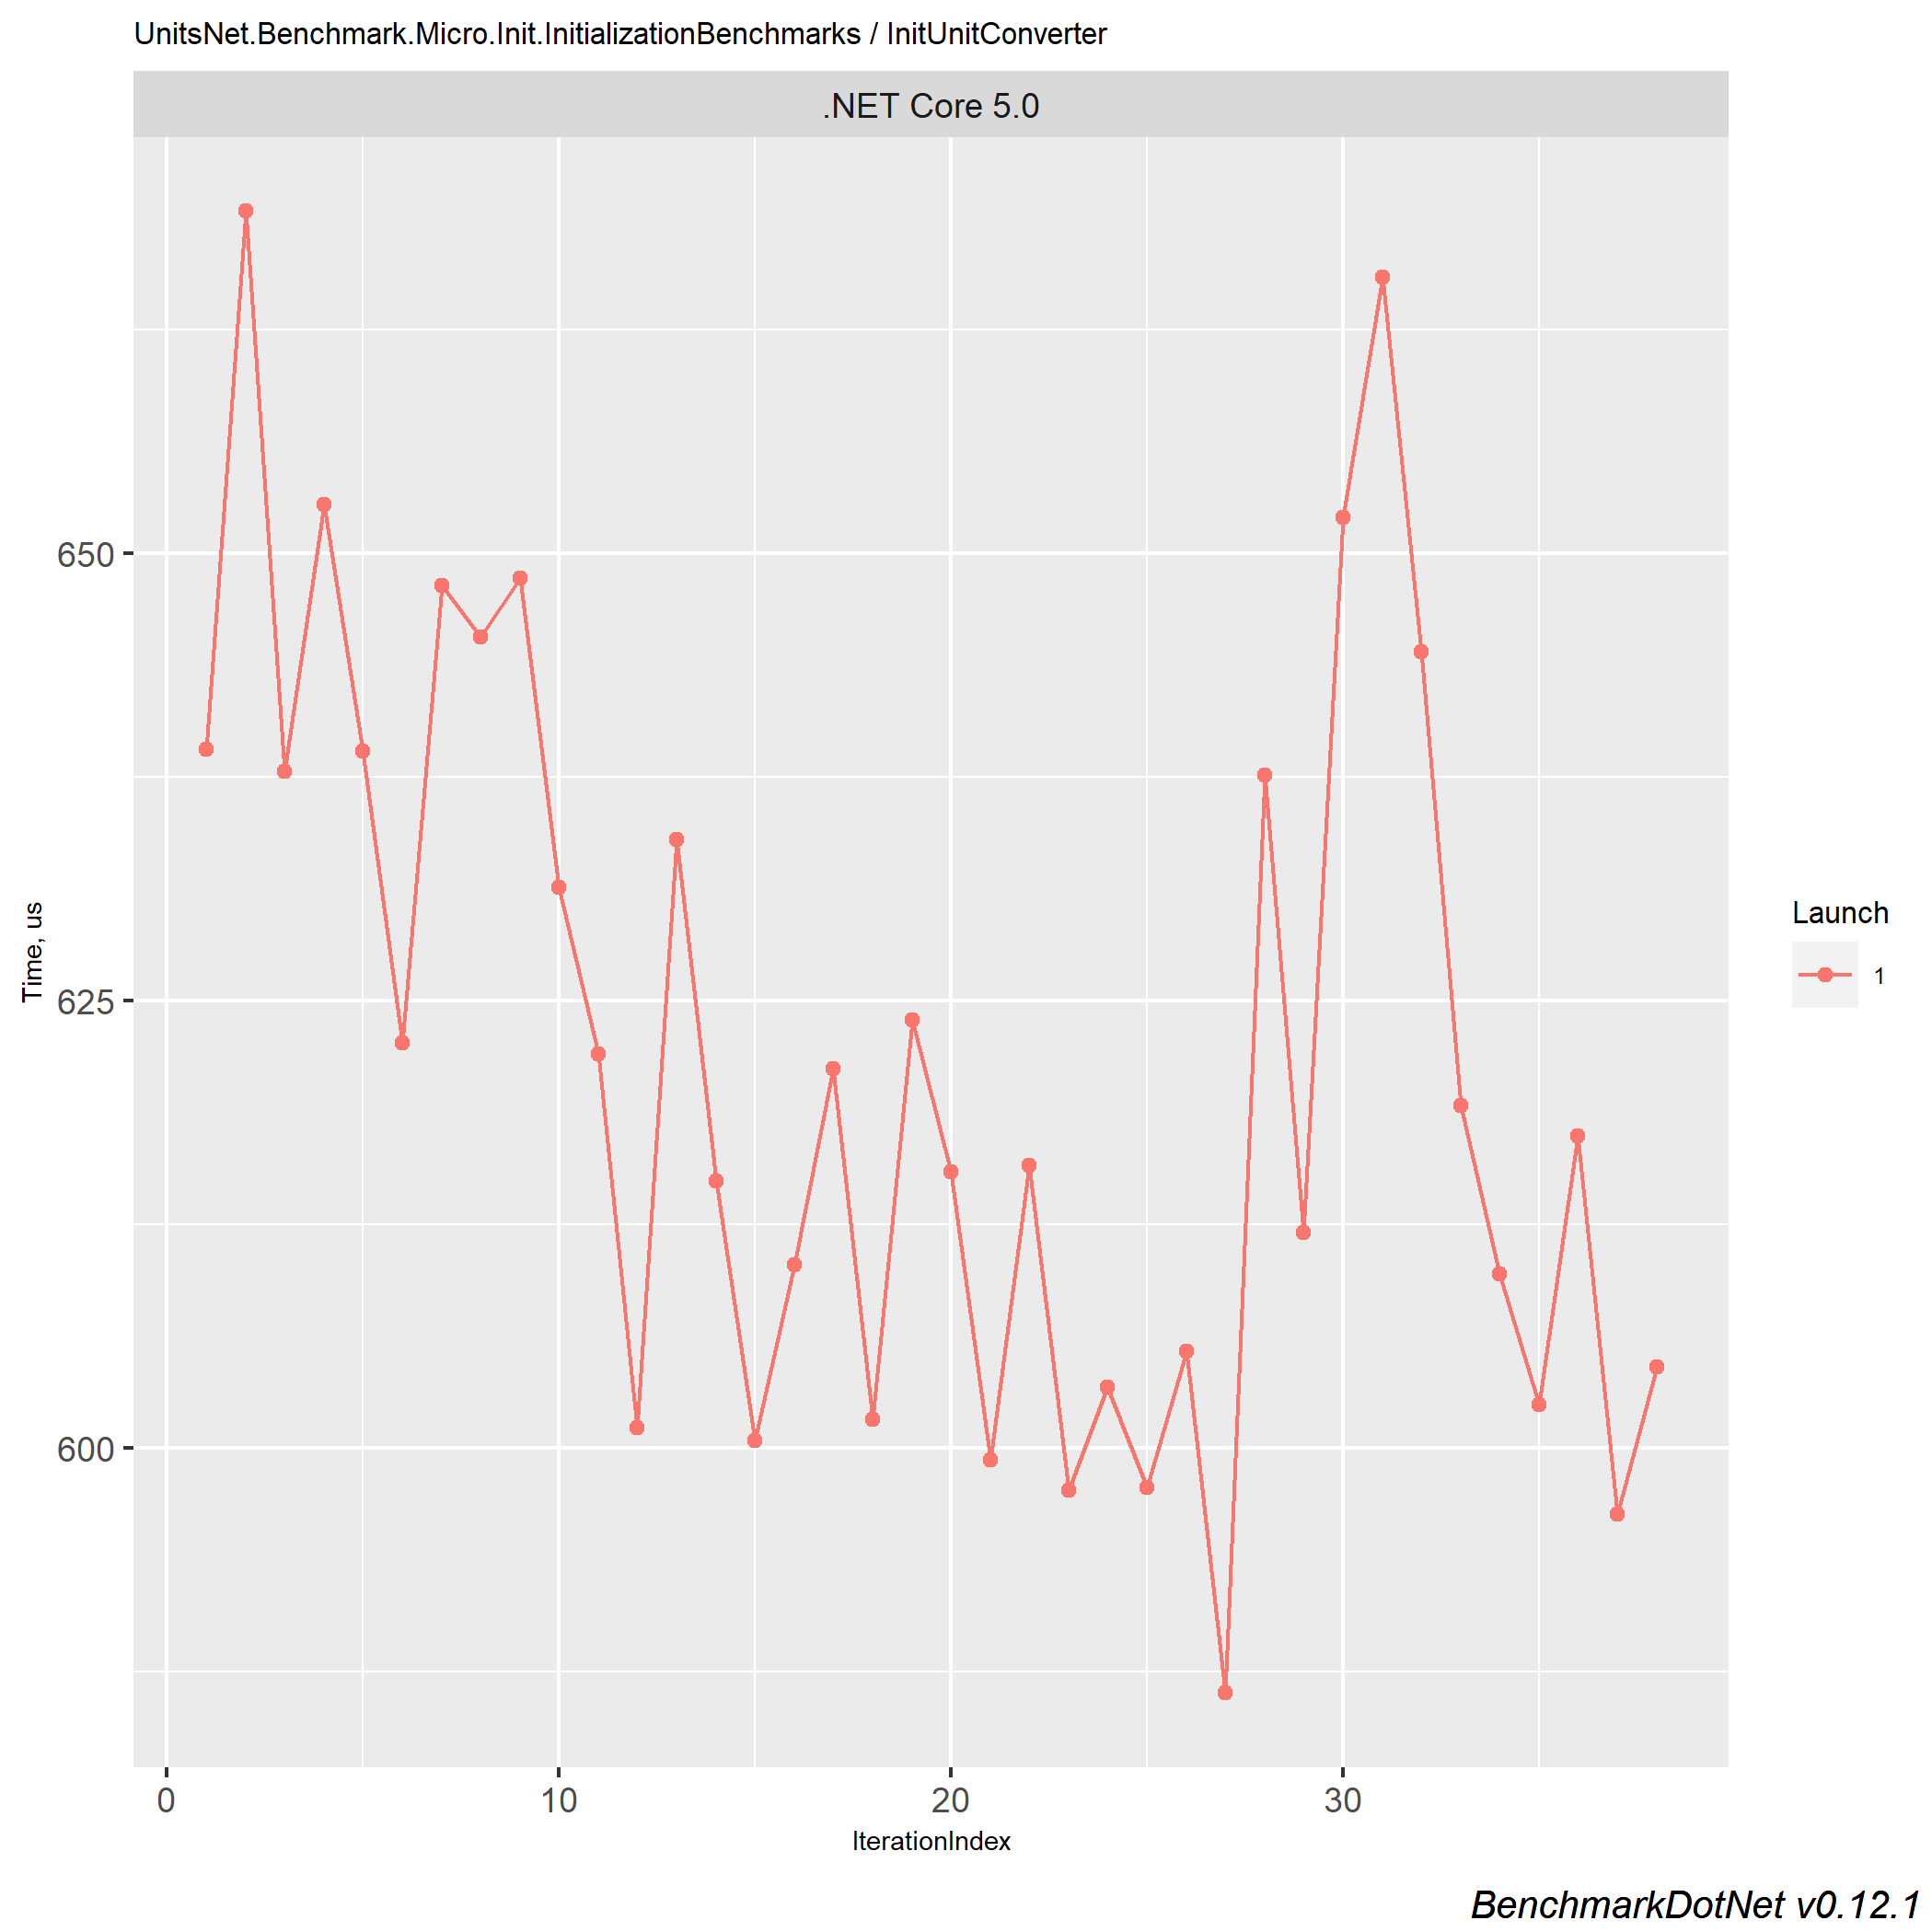 UnitsNet.Benchmark.Micro.Init.InitializationBenchmarks / InitUnitConverter
.NET Core 5.0
650
625
600
Time, us
0 10 20 30
IterationIndex
Launch
1
BenchmarkDotNet v0.12.1